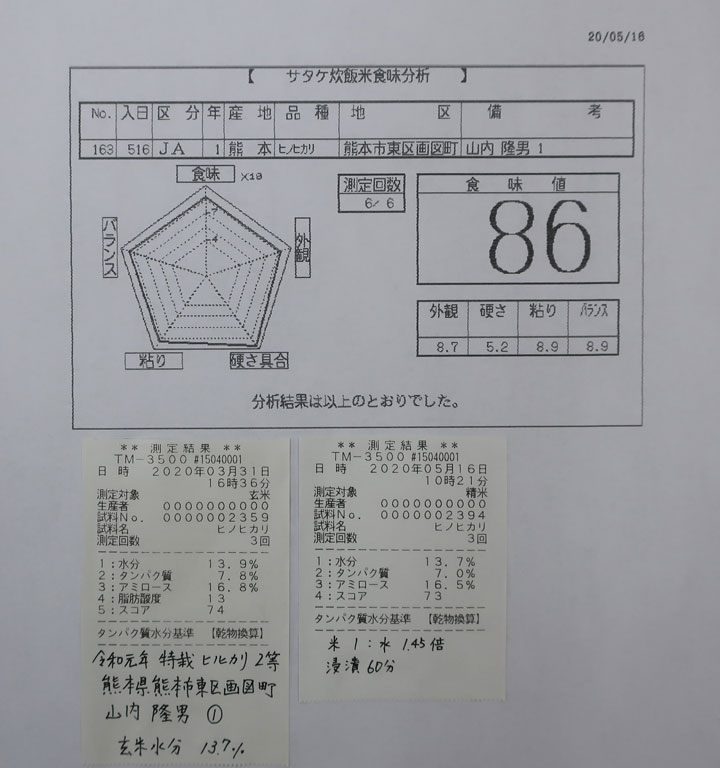 20/05/16
【 サタケ炊飯米食味分析 】
No. 入日 区分 年 産地 品種 地区 備考
163 516 JA 1 熊本 ヒノヒカリ 熊本市東区画図町 山内 隆男 1
食味 ×10
7
4
バランス
外観
粘り
硬さ具合
測定回数
6/ 6
食味値
86
外観 硬さ 粘り バランス
8.7 5.2 8.9 8.9
分析結果は以上のとおりでした。
** 測定結果 **
TM-3500 #15040001
日時 2020年03月31日
16時36分
測定対象 玄米
生産者 0000000000
試料No. 0000002359
試料名 ヒノヒカリ
測定回数 3回
1:水分 13.9%
2:タンパク質 7.8%
3:アミロース 16.8%
4:脂肪酸度 13
5:スコア 74
タンパク質水分基準 【乾物換算】
令和元年 特栽 ヒノヒカリ 2等
熊本県熊本市東区画図町
山内 隆男 ①
玄米水分 13.7%
** 測定結果 **
TM-3500 #15040001
日時 2020年05月16日
10時21分
測定対象 精米
生産者 0000000000
試料No. 0000002394
試料名 ヒノヒカリ
測定回数 3回
1:水分 13.7%
2:タンパク質 7.0%
3:アミロース 16.5%
4:スコア 73
タンパク質水分基準 【乾物換算】
米 1:水 1.45倍
浸漬 60分